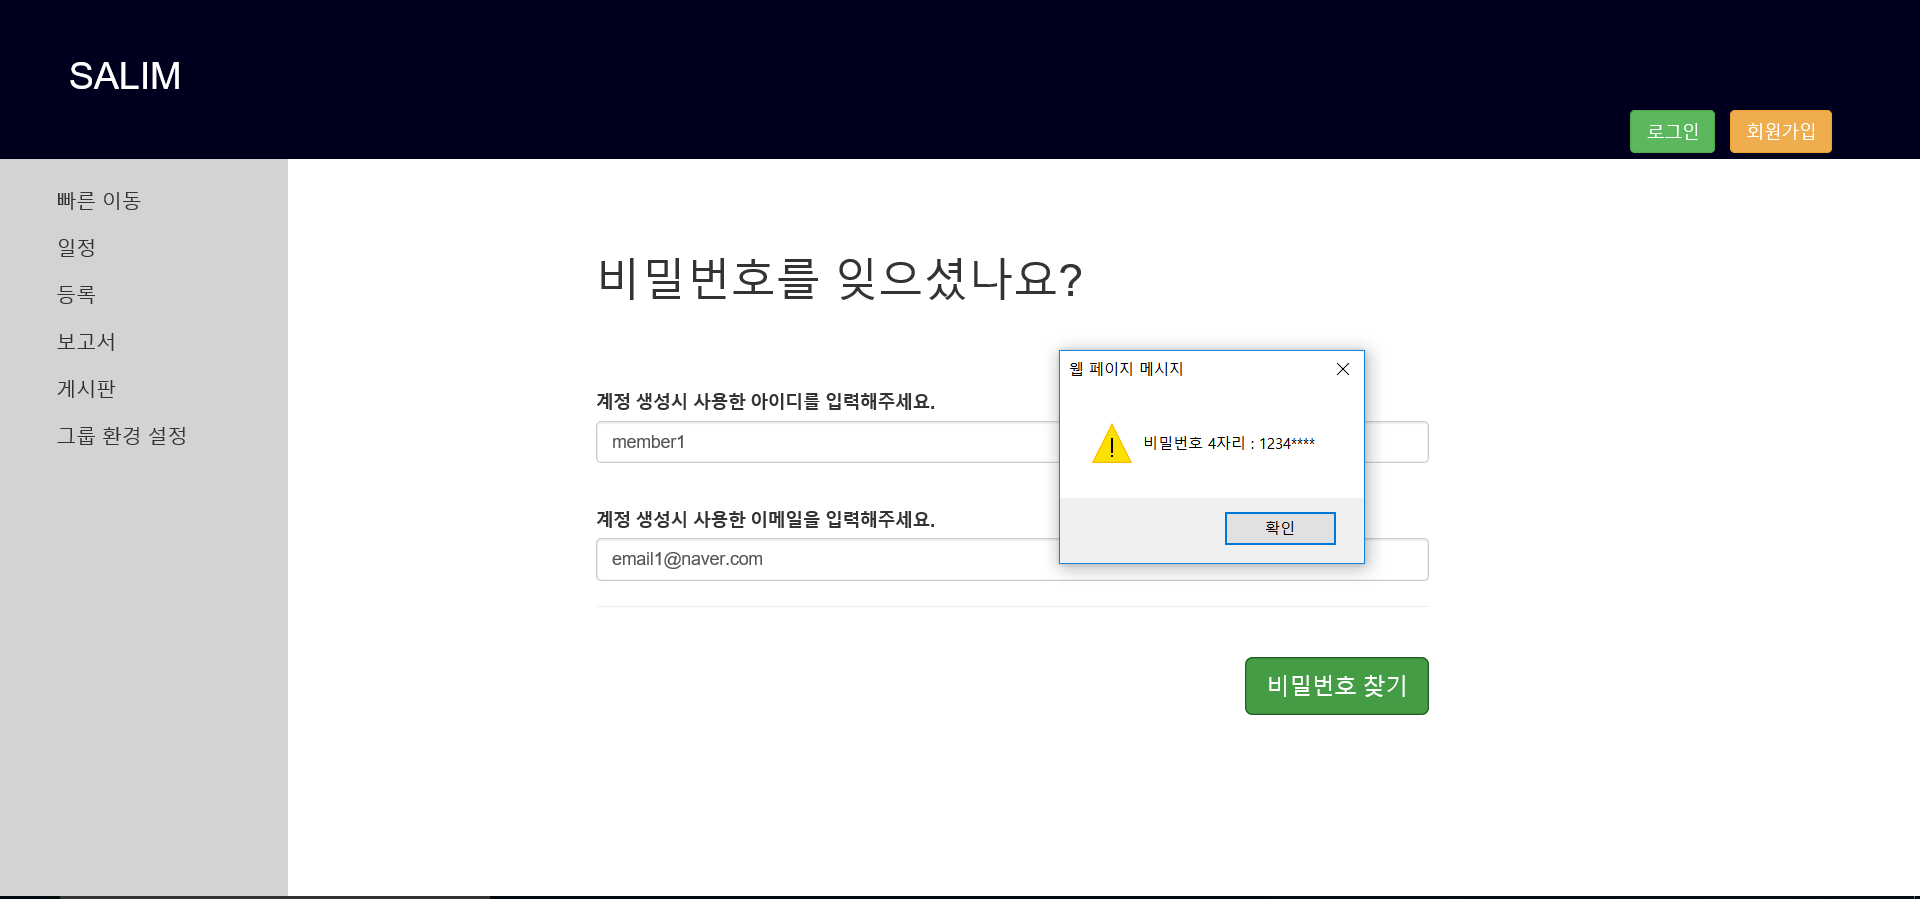 SALIM
로그인
회원가입
빠른 이동
일정
등록
보고서
게시판
그룹 환경 설정
비밀번호를 잊으셨나요?
계정 생성시 사용한 아이디를 입력해주세요.
member1
계정 생성시 사용한 이메일을 입력해주세요.
email1@naver.com
웹 페이지 메시지
비밀번호 4자리 : 1234****
확인
비밀번호 찾기